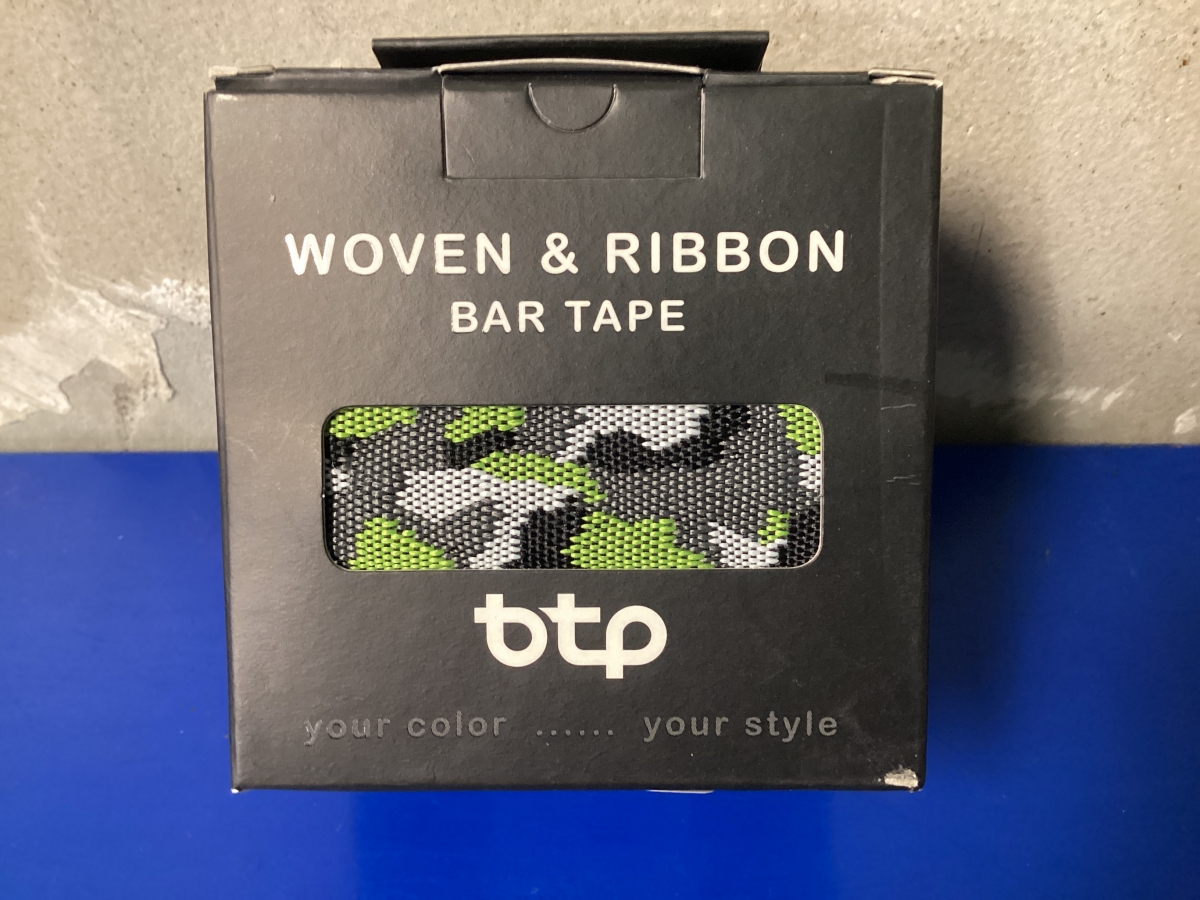 WOVEN & RIBBON
BAR TAPE
btp
your color ...... your style